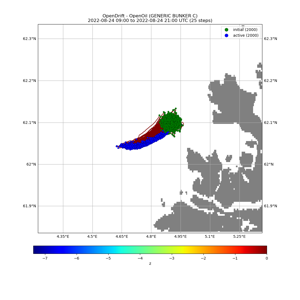 OpenDrift - OpenOil (GENERIC BUNKER C)
2022-08-24 09:00 to 2022-08-24 21:00 UTC (25 steps)
initial (2000)
active (2000)
62.3°N 62.3°N
62.2°N 62.2°N
62.1°N 62.1°N
62°N 62°N
61.9°N 61.9°N
4.35°E 4.5°E 4.65°E 4.8°E 4.95°E 5.1°E 5.25°E
−7 −6 −5 −4 −3 −2 −1 0
z